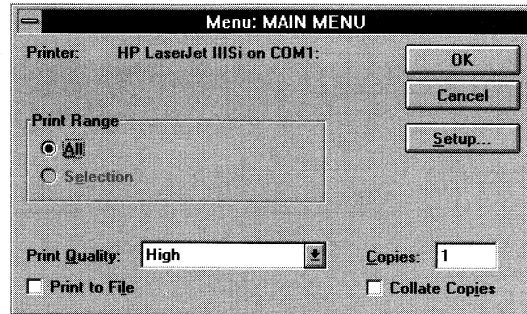 Menu: MAIN MENU
Printer: HP LaserJet IIISi on COM1:
OK
Cancel
Setup...
Print Range
All
Selection
Print Quality: High
Copies: 1
Print to File
Collate Copies